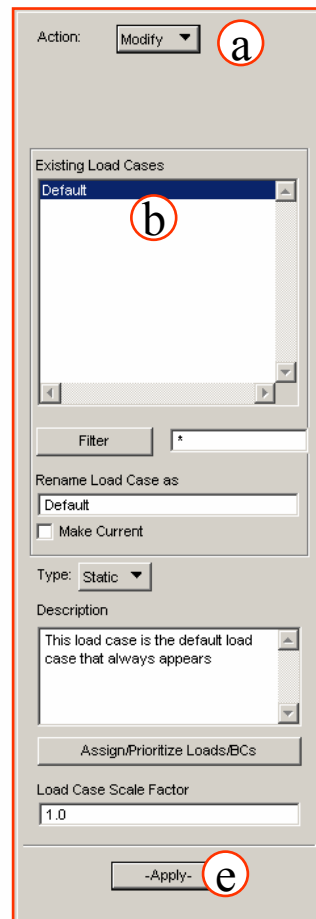 Action: Modify
a
Existing Load Cases
Default
b
Filter *
Rename Load Case as
Default
Make Current
Type: Static
Description
This load case is the default load
case that always appears
Assign/Prioritize Loads/BCs
Load Case Scale Factor
1.0
-Apply-
e